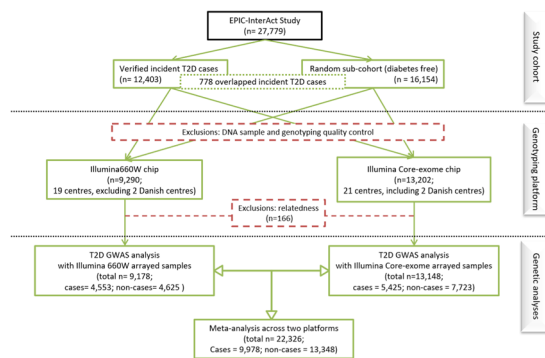 EPIC-InterAct Study
(n= 27,779)
Verified incident T2D cases
(n= 12,403)
Random sub-cohort (diabetes free)
(n = 16,154)
778 overlapped incident T2D cases
Study cohort
Exclusions: DNA sample and genotyping quality control
Illumina660W chip
(n=9,290;
19 centres, excluding 2 Danish centres)
Illumina Core-exome chip
(n=13,202;
21 centres, including 2 Danish centres)
Genotyping platform
Exclusions: relatedness
(n=166)
T2D GWAS analysis
with Illumina 660W arrayed samples
(total n= 9,178;
cases= 4,553; non-cases= 4,625 )
T2D GWAS analysis
with Illumina Core-exome arrayed samples
(total n=13,148;
cases = 5,425; non-cases = 7,723)
Genetic analyses
Meta-analysis across two platforms
(total n= 22,326;
Cases = 9,978; non-cases = 13,348)